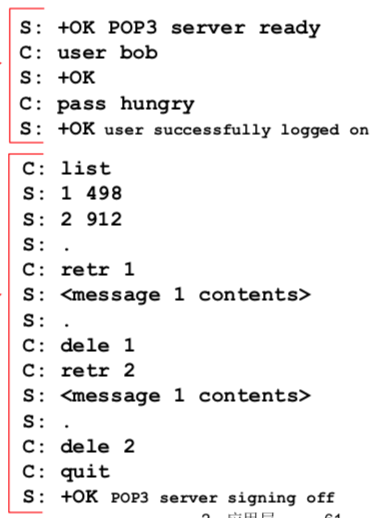 S: +OK POP3 server ready
C: user bob
S: +OK
C: pass hungry
S: +OK user successfully logged on
C: list
S: 1 498
S: 2 912
S: .
C: retr 1
S: <message 1 contents>
S: .
C: dele 1
C: retr 2
S: <message 1 contents>
S: .
C: dele 2
C: quit
S: +OK POP3 server signing off